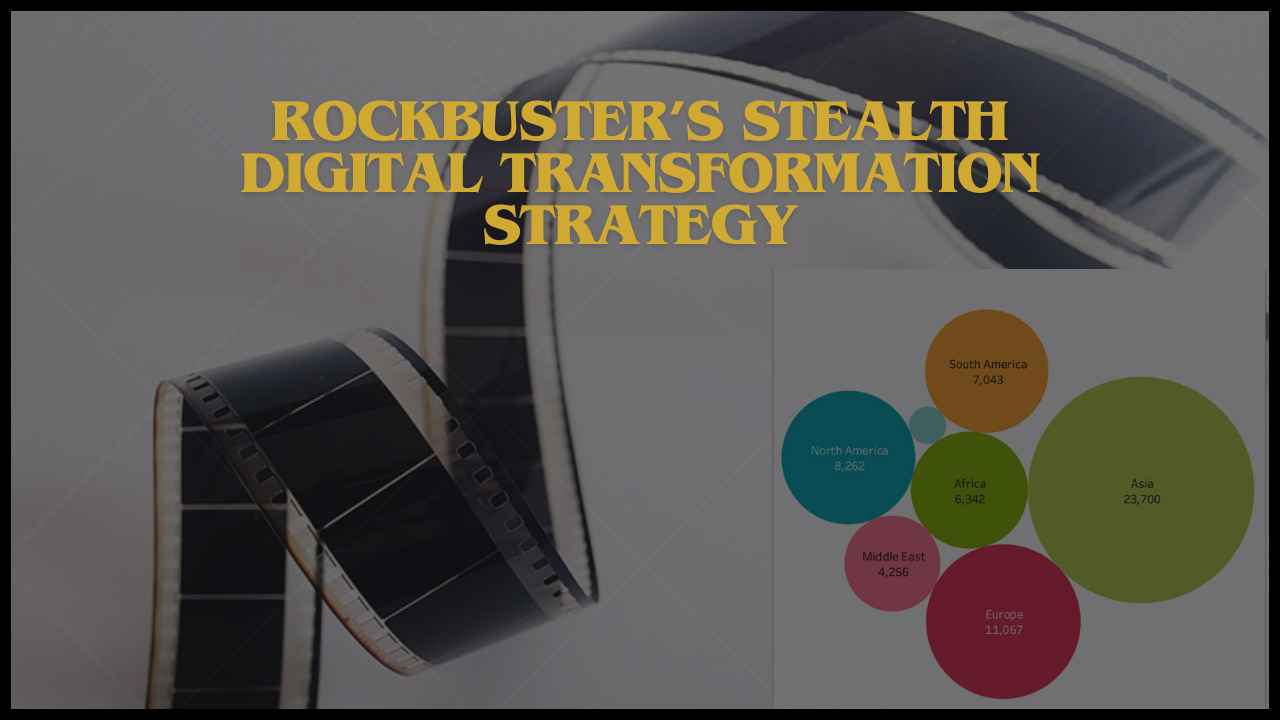 ROCKBUSTER'S STEALTH
DIGITAL TRANSFORMATION
STRATEGY
South America
7,043
North America
8,262
Africa
6,342
Asia
23,700
Middle East
4,256
Europe
11,067